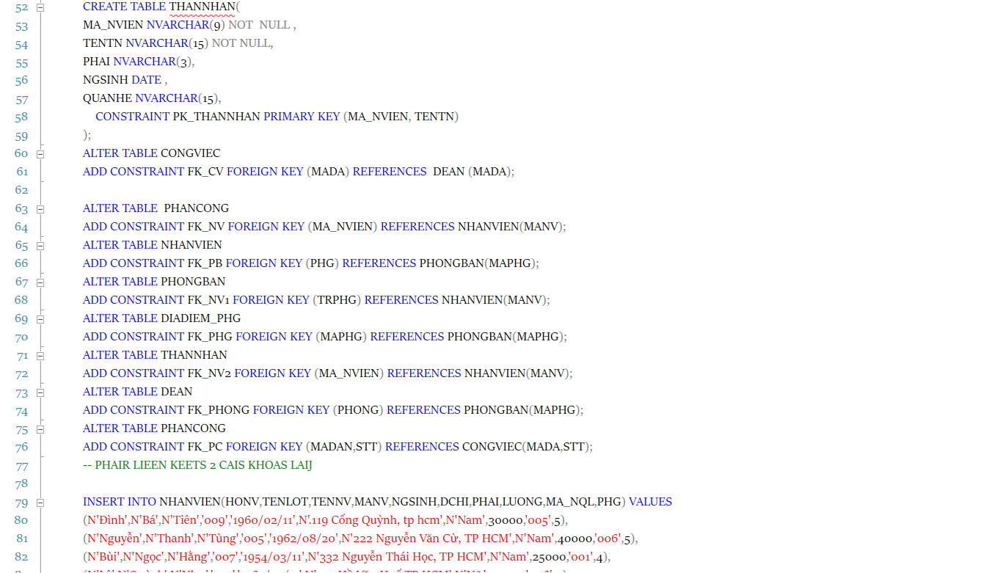 52 CREATE TABLE THANNHAN(
53 MA_NVIEN NVARCHAR(9) NOT  NULL ,
54 TENTN NVARCHAR(15) NOT NULL,
55 PHAI NVARCHAR(3),
56 NGSINH DATE ,
57 QUANHE NVARCHAR(15),
58 CONSTRAINT PK_THANNHAN PRIMARY KEY (MA_NVIEN, TENTN)
59 );
60 ALTER TABLE CONGVIEC
61 ADD CONSTRAINT FK_CV FOREIGN KEY (MADA) REFERENCES  DEAN (MADA);
62
63 ALTER TABLE  PHANCONG
64 ADD CONSTRAINT FK_NV FOREIGN KEY (MA_NVIEN) REFERENCES NHANVIEN(MANV);
65 ALTER TABLE NHANVIEN
66 ADD CONSTRAINT FK_PB FOREIGN KEY (PHG) REFERENCES PHONGBAN(MAPHG);
67 ALTER TABLE PHONGBAN
68 ADD CONSTRAINT FK_NV1 FOREIGN KEY (TRPHG) REFERENCES NHANVIEN(MANV);
69 ALTER TABLE DIADIEM_PHG
70 ADD CONSTRAINT FK_PHG FOREIGN KEY (MAPHG) REFERENCES PHONGBAN(MAPHG);
71 ALTER TABLE THANNHAN
72 ADD CONSTRAINT FK_NV2 FOREIGN KEY (MA_NVIEN) REFERENCES NHANVIEN(MANV);
73 ALTER TABLE DEAN
74 ADD CONSTRAINT FK_PHONG FOREIGN KEY (PHONG) REFERENCES PHONGBAN(MAPHG);
75 ALTER TABLE PHANCONG
76 ADD CONSTRAINT FK_PC FOREIGN KEY (MADAN,STT) REFERENCES CONGVIEC(MADA,STT);
77 -- PHAIR LIEEN KEETS 2 CAIS KHOAS LAIJ
78
79 INSERT INTO NHANVIEN(HONV,TENLOT,TENNV,MANV,NGSINH,DCHI,PHAI,LUONG,MA_NQL,PHG) VALUES
80 (N'Đình',N'Bá',N'Tiên','009','1960/02/11',N'.119 Cống Quỳnh, tp hcm',N'Nam',30000,'005',5),
81 (N'Nguyễn',N'Thanh',N'Tùng','005','1962/08/20',N'222 Nguyễn Văn Cừ, TP HCM',N'Nam',40000,'006',5),
82 (N'Bùi',N'Ngọc',N'Hằng','007','1954/03/11',N'332 Nguyễn Thái Học, TP HCM',N'Nam',25000,'001',4),